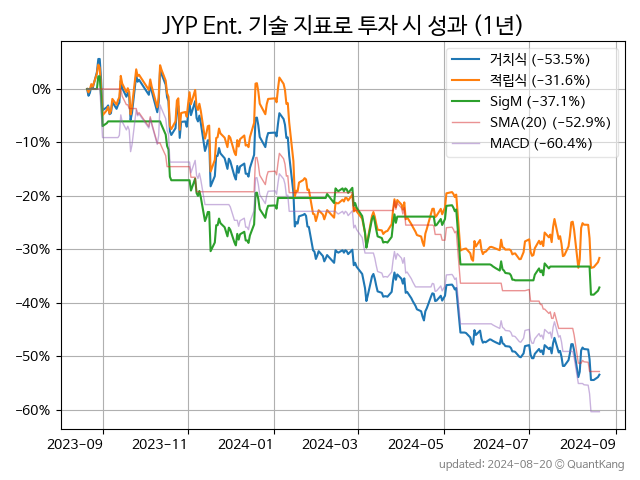 JYP Ent. 기술 지표로 투자 시 성과 (1년)
거치식 (−53.5%)
적립식 (−31.6%)
SigM (−37.1%)
SMA(20) (−52.9%)
MACD (−60.4%)
0%
−10%
−20%
−30%
−40%
−50%
−60%
2023−09 2023−11 2024−01 2024−03 2024−05 2024−07 2024−09
updated: 2024−08−20 © QuantKang